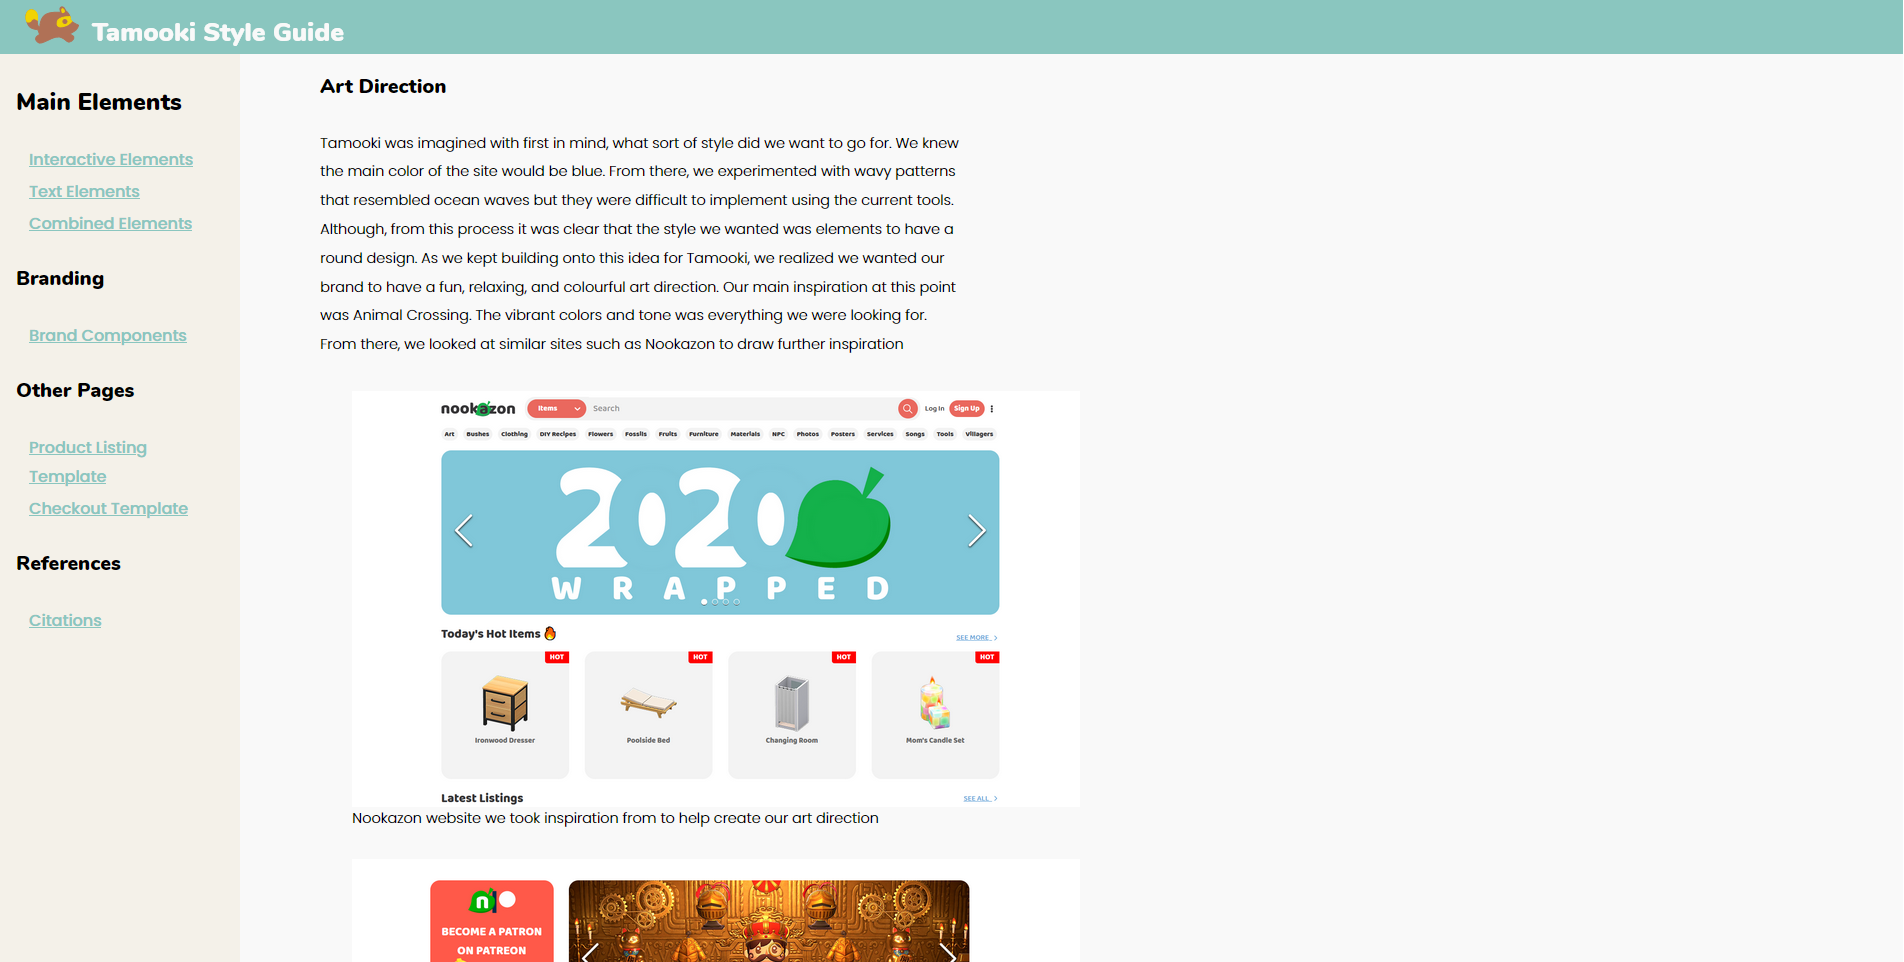 Tamooki Style Guide
Main Elements
Interactive Elements
Text Elements
Combined Elements
Branding
Brand Components
Other Pages
Product Listing
Template
Checkout Template
References
Citations
Art Direction
Tamooki was imagined with first in mind, what sort of style did we want to go for. We knew
the main color of the site would be blue. From there, we experimented with wavy patterns
that resembled ocean waves but they were difficult to implement using the current tools.
Although, from this process it was clear that the style we wanted was elements to have a
round design. As we kept building onto this idea for Tamooki, we realized we wanted our
brand to have a fun, relaxing, and colourful art direction. Our main inspiration at this point
was Animal Crossing. The vibrant colors and tone was everything we were looking for.
From there, we looked at similar sites such as Nookazon to draw further inspiration
nookazon Items Search Log In Sign Up
Art Bushes Clothing DIY Recipes Flowers Fossils Fruits Furniture Materials NPC Photos Posters Services Songs Tools Villagers
2020
WRAPPED
Today's Hot Items SEE MORE
HOT HOT HOT HOT
Ironwood Dresser Poolside Bed Changing Room Mom's Candle Set
Latest Listings SEE ALL
Nookazon website we took inspiration from to help create our art direction
n
BECOME A PATRON
ON PATREON